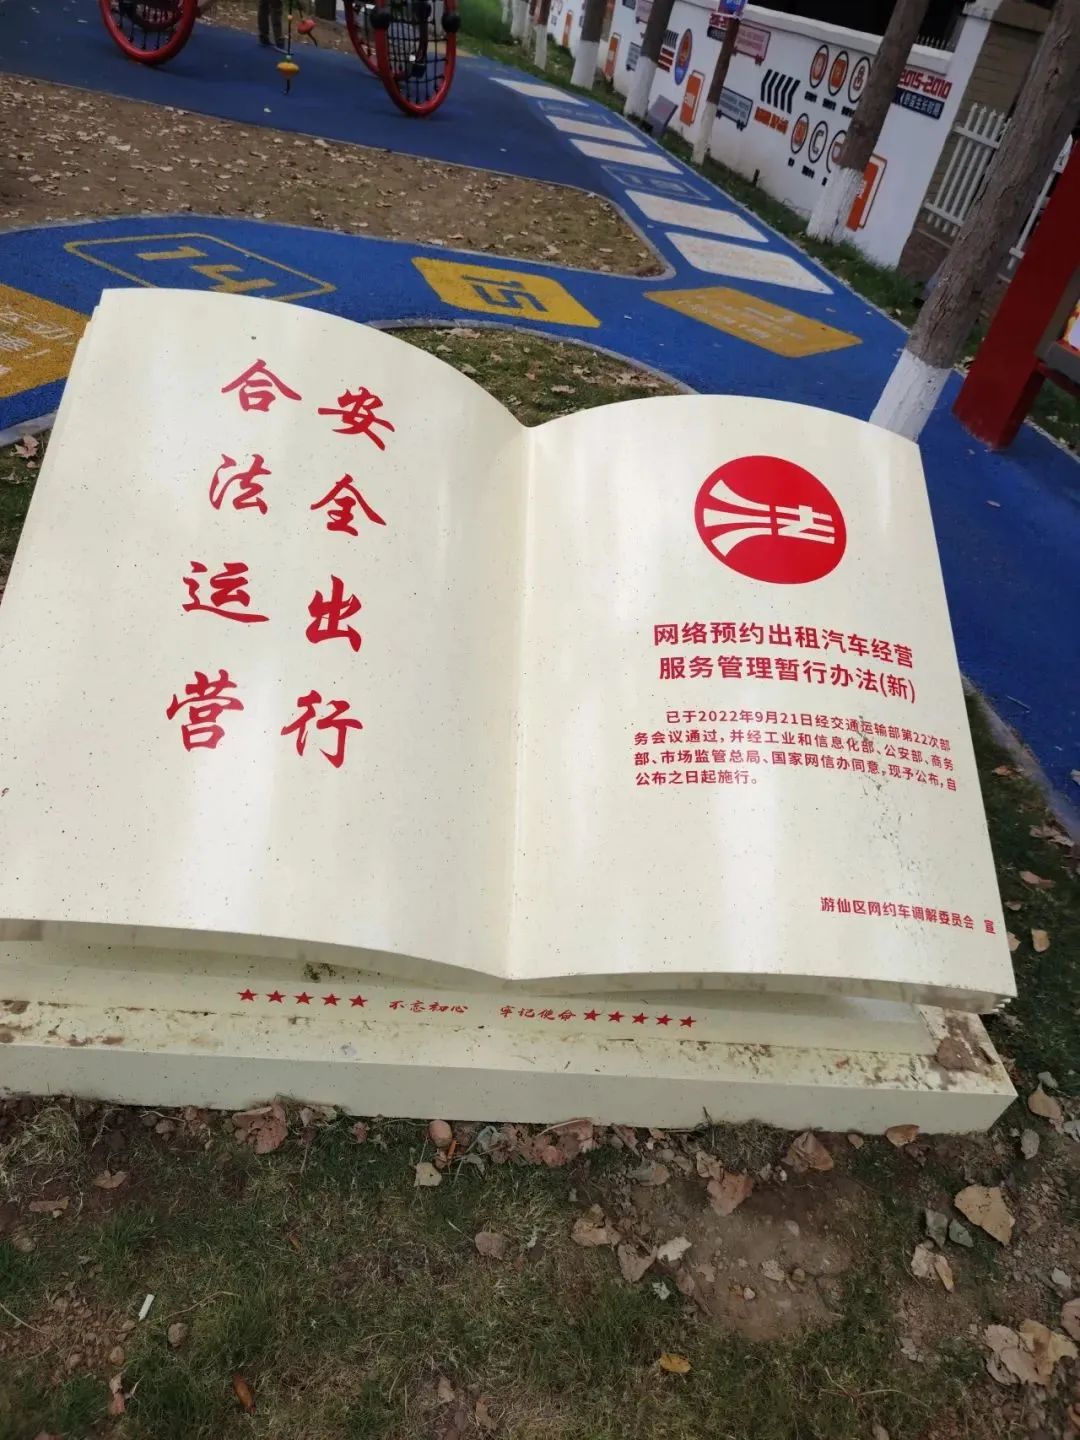 2015-2010
14
15
安全出行
合法运营
法
网络预约出租汽车经营
服务管理暂行办法(新)
已于2022年9月21日经交通运输部第22次部
务会议通过,并经工业和信息化部、公安部、商务
部、市场监管总局、国家网信办同意,现予公布,自
公布之日起施行。
游仙区网约车调解委员会 宣
★★★★★ 不忘初心 牢记使命 ★★★★★